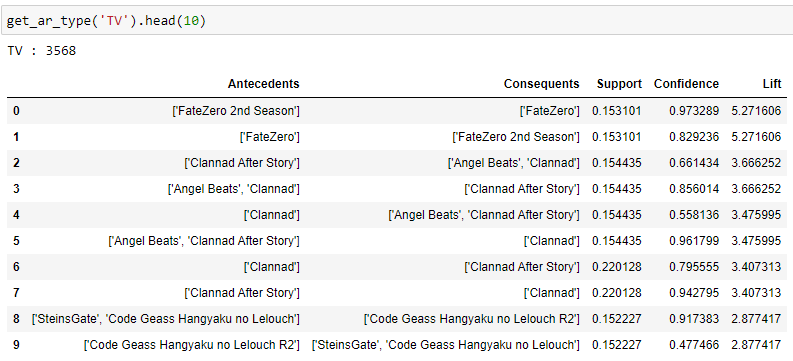 get_ar_type('TV').head(10)
TV : 3568
Antecedents Consequents Support Confidence Lift
0 ['FateZero 2nd Season'] ['FateZero'] 0.153101 0.973289 5.271606
1 ['FateZero'] ['FateZero 2nd Season'] 0.153101 0.829236 5.271606
2 ['Clannad After Story'] ['Angel Beats', 'Clannad'] 0.154435 0.661434 3.666252
3 ['Angel Beats', 'Clannad'] ['Clannad After Story'] 0.154435 0.856014 3.666252
4 ['Clannad'] ['Angel Beats', 'Clannad After Story'] 0.154435 0.558136 3.475995
5 ['Angel Beats', 'Clannad After Story'] ['Clannad'] 0.154435 0.961799 3.475995
6 ['Clannad'] ['Clannad After Story'] 0.220128 0.795555 3.407313
7 ['Clannad After Story'] ['Clannad'] 0.220128 0.942795 3.407313
8 ['SteinsGate', 'Code Geass Hangyaku no Lelouch'] ['Code Geass Hangyaku no Lelouch R2'] 0.152227 0.917383 2.877417
9 ['Code Geass Hangyaku no Lelouch R2'] ['SteinsGate', 'Code Geass Hangyaku no Lelouch'] 0.152227 0.477466 2.877417